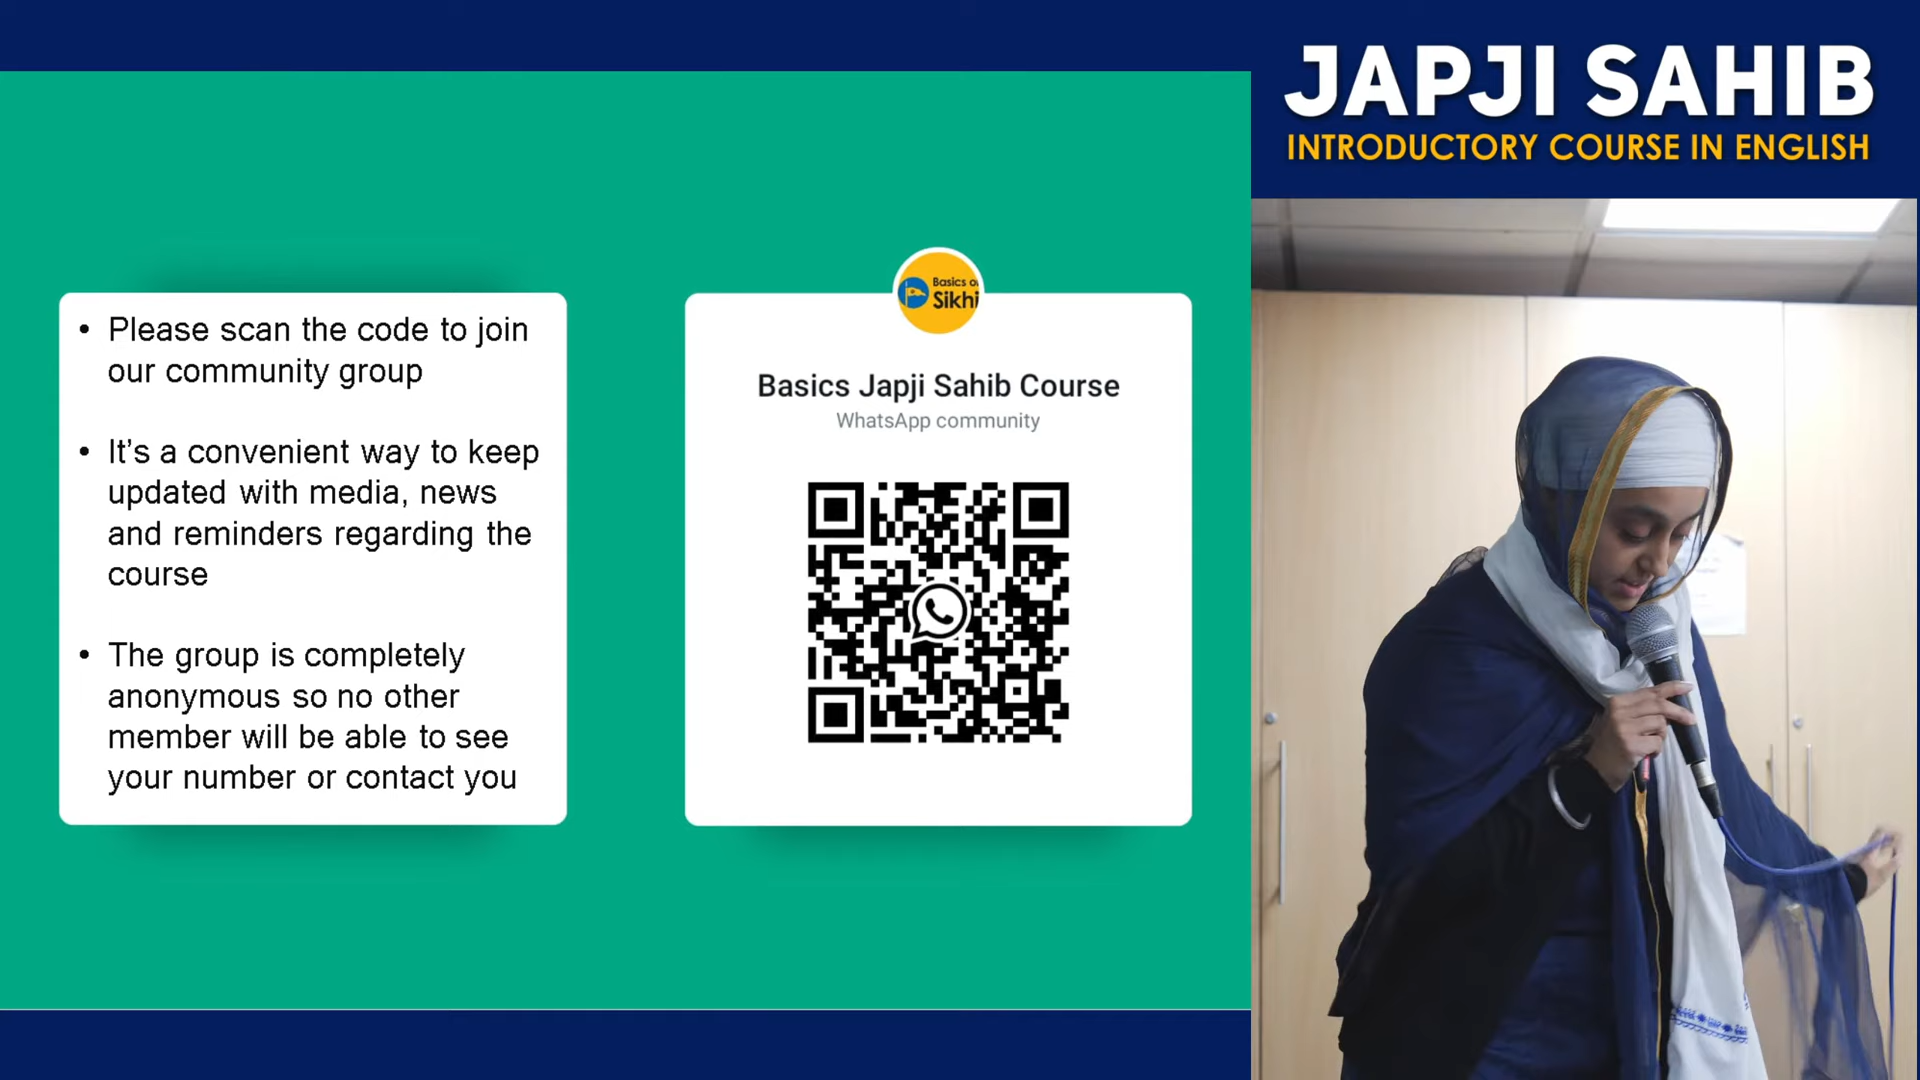 JAPJI SAHIB
INTRODUCTORY COURSE IN ENGLISH
• Please scan the code to join
our community group
• It’s a convenient way to keep
updated with media, news
and reminders regarding the
course
• The group is completely
anonymous so no other
member will be able to see
your number or contact you
Basics o
Sikhi
Basics Japji Sahib Course
WhatsApp community